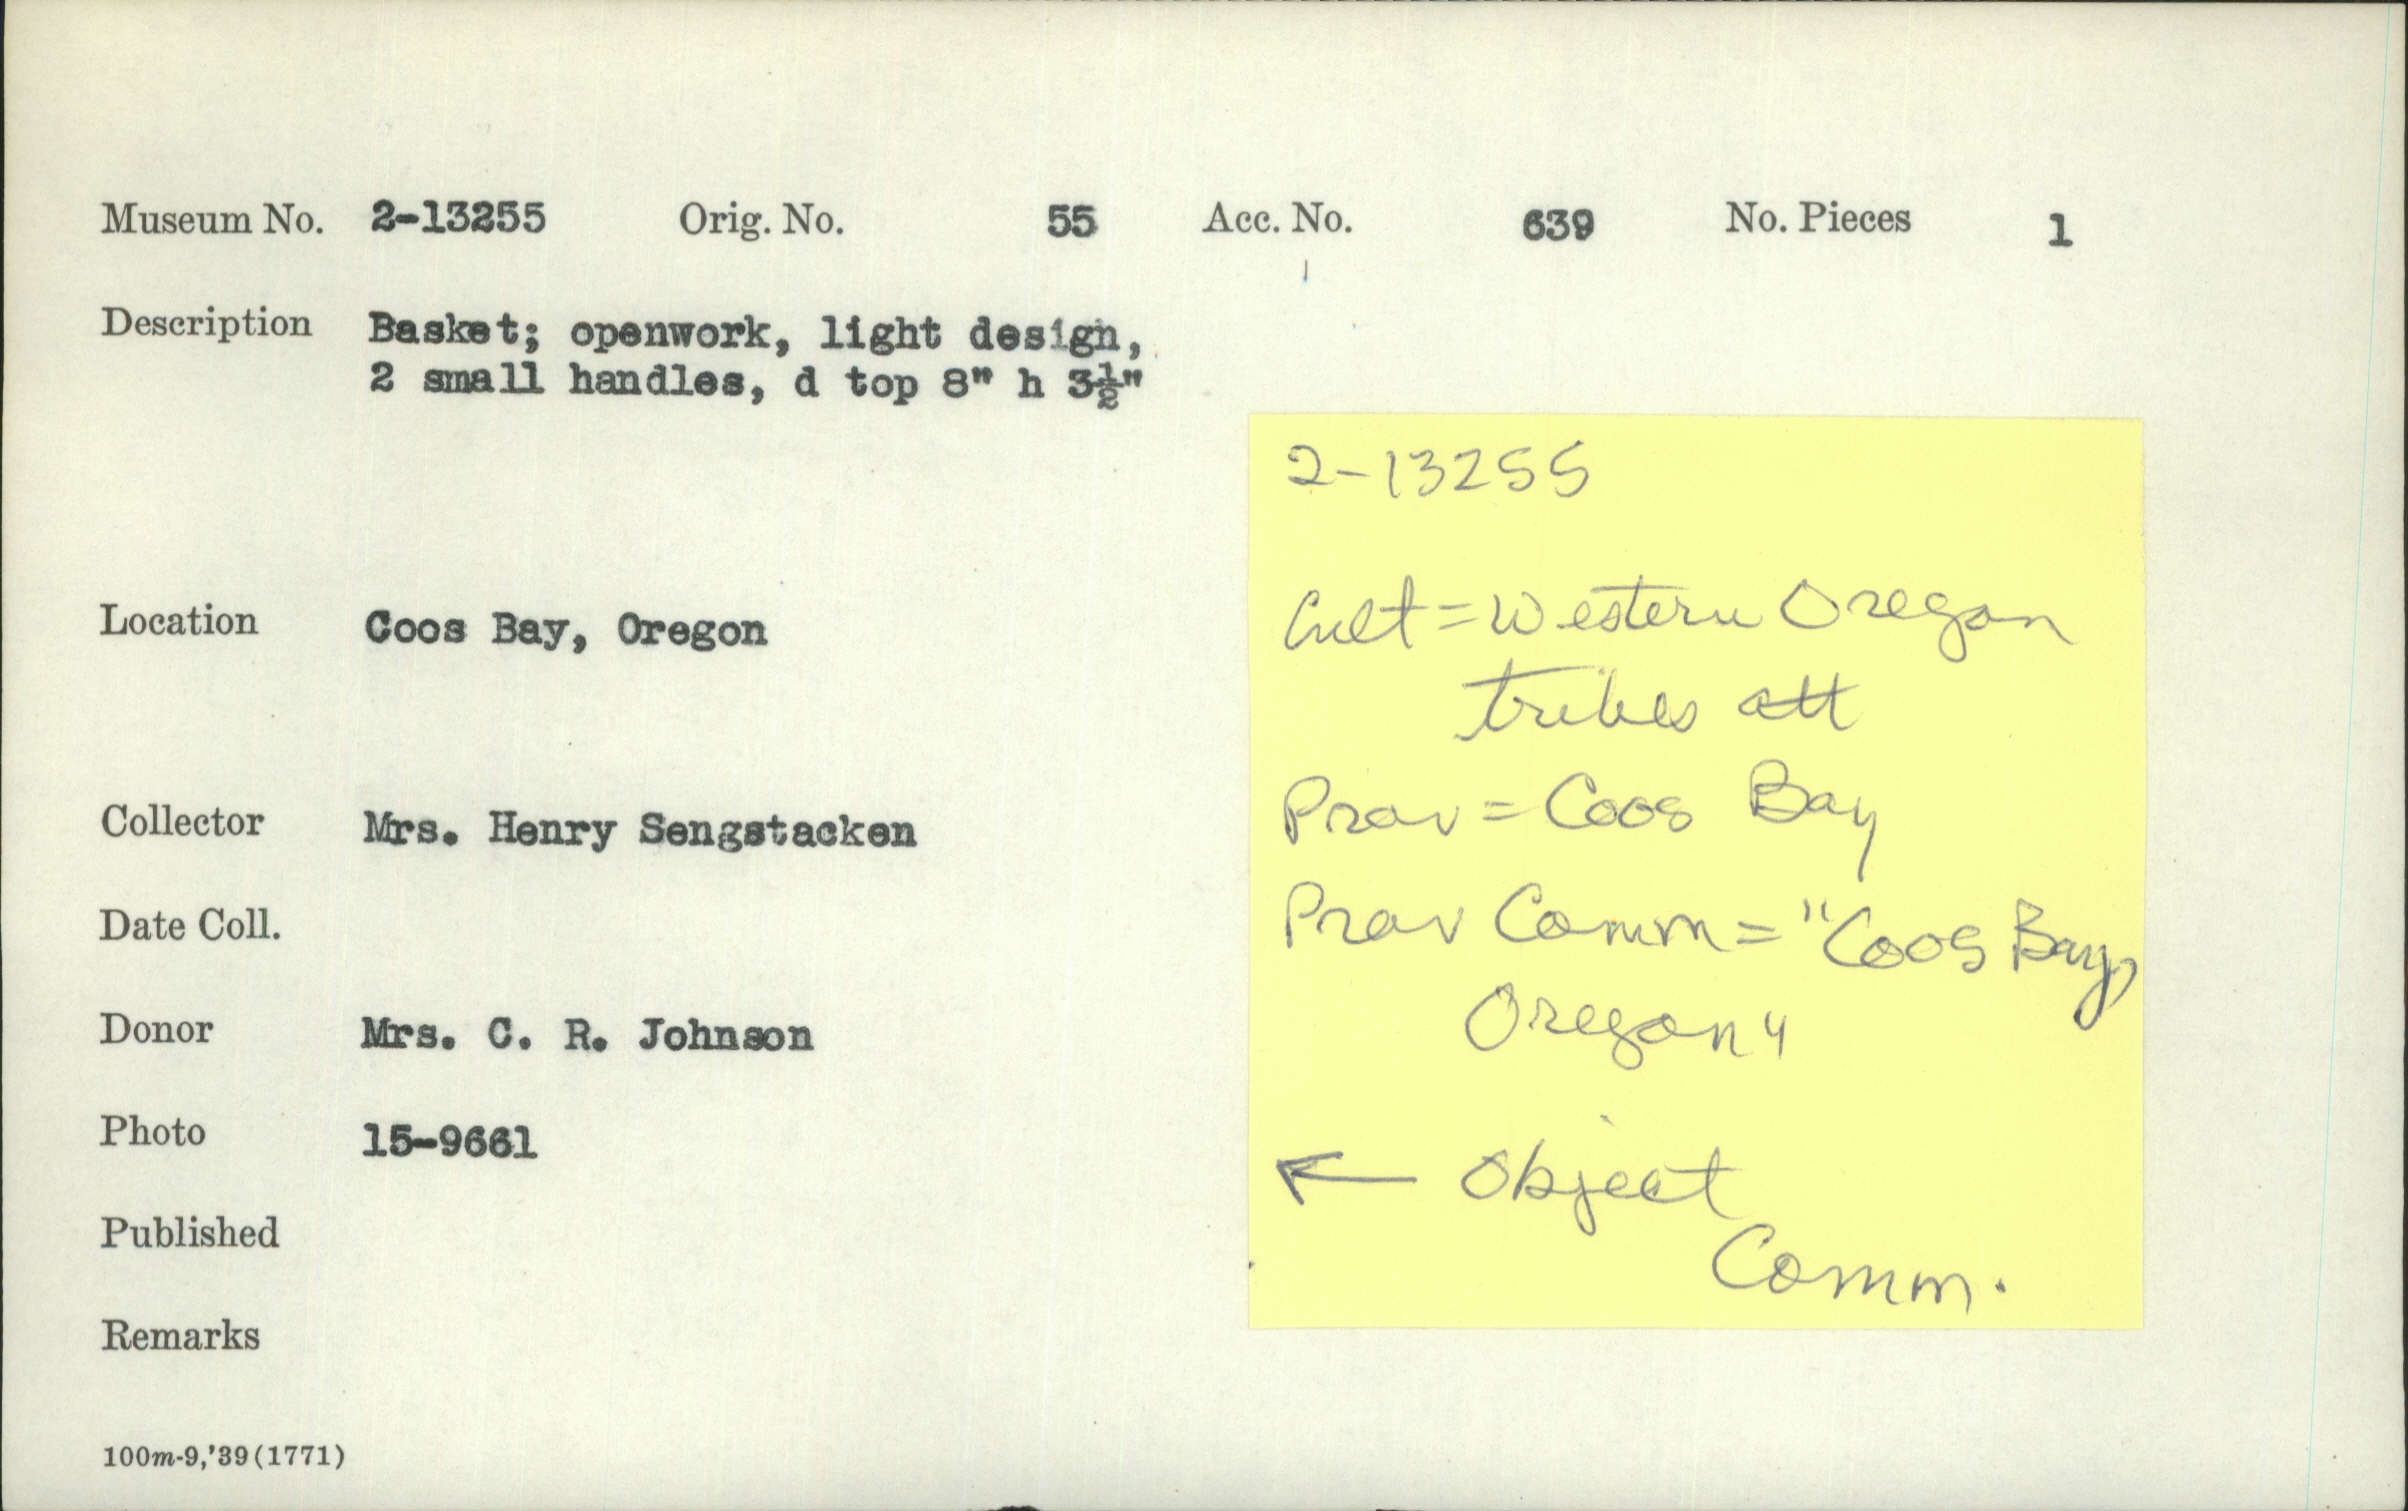 Museum No. 2-13255 Orig. No. 55 Acc. No. 639 No. Pieces 1
Description Basket; openwork, light design,
2 small handles, d top 8" h 3½"
Location Coos Bay, Oregon
Collector Mrs. Henry Sengstacken
Date Coll.
Donor Mrs. C. R. Johnson
Photo 15-9661
Published
Remarks
100m-9,'39(1771)
2-13255
Cult = Western Oregon
tribes att
Prov = Coos Bay
Prov Comm = "Coos Bay,
Oregon"
← Object
Comm.